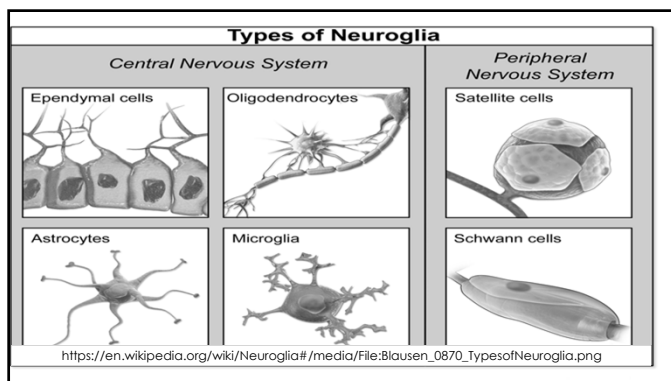 Types of Neuroglia
Central Nervous System
Peripheral
Nervous System
Ependymal cells
Oligodendrocytes
Satellite cells
Astrocytes
Microglia
Schwann cells
https://en.wikipedia.org/wiki/Neuroglia#/media/File:Blausen_0870_TypesofNeuroglia.png